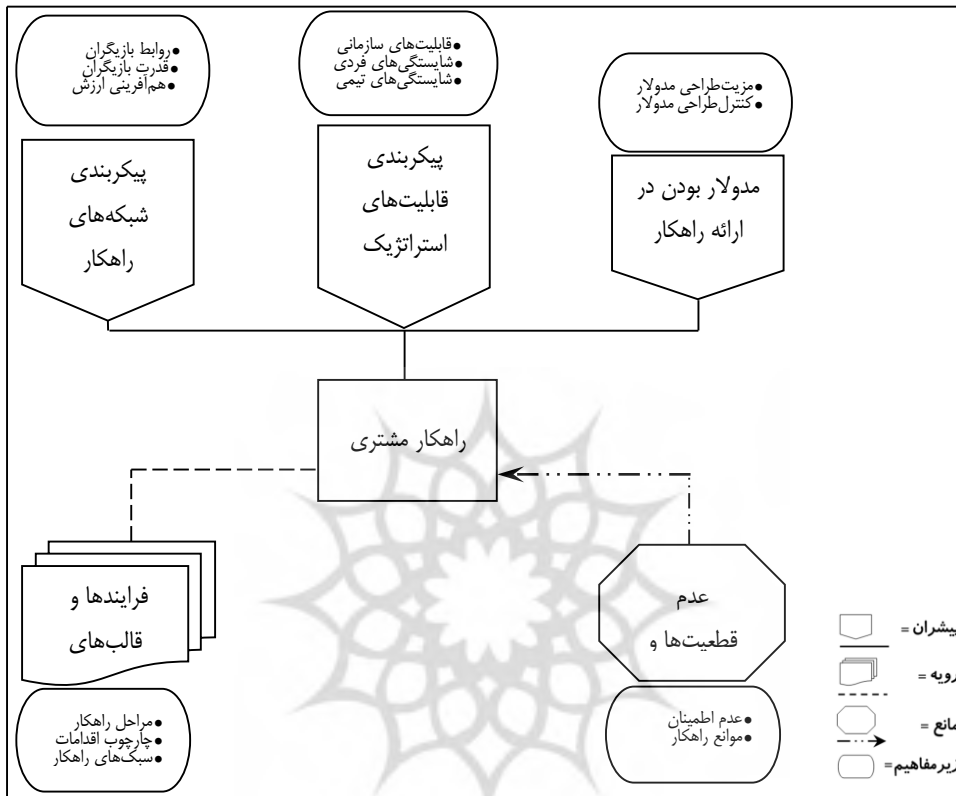 مزیت‌طراحی مدولار
کنترل‌طراحی مدولار
مدولار بودن در
ارائه راهکار
قابلیت‌های سازمانی
شایستگی‌های فردی
شایستگی‌های تیمی
پیکربندی
قابلیت‌های
استراتژیک
روابط بازیگران
قدرت بازیگران
هم‌آفرینی ارزش
پیکربندی
شبکه‌های
راهکار
راهکار مشتری
عدم
قطعیت‌ها و
عدم اطمینان
موانع راهکار
فرایندها و
قالب‌های
مراحل راهکار
چارچوب اقدامات
سبک‌های راهکار
پیشران =
رویه =
مانع =
زیرمفاهیم=